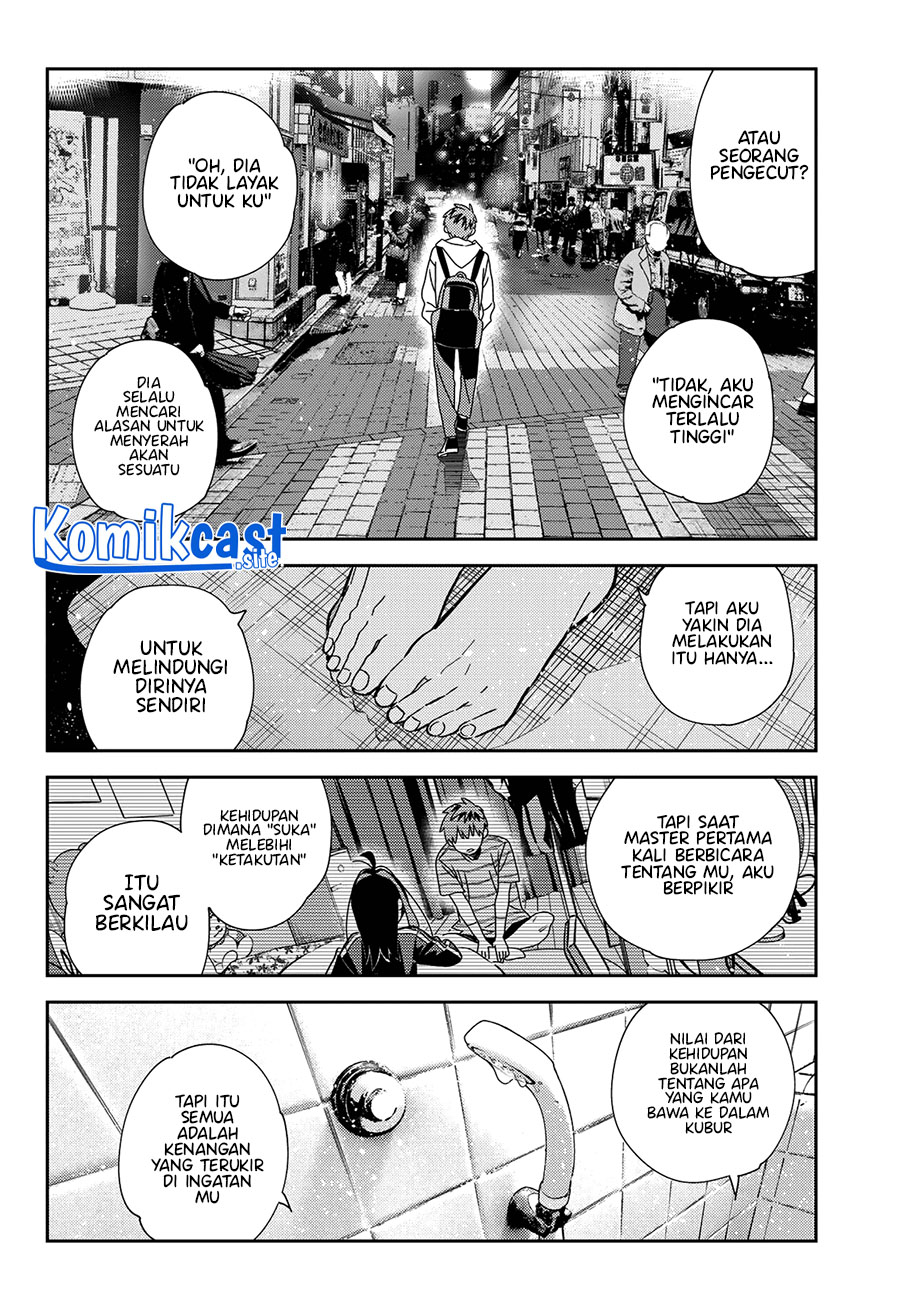 ATAU
SEORANG
PENGECUT?
"OH, DIA
TIDAK LAYAK
UNTUK KU"
"TIDAK, AKU
MENGINCAR
TERLALU
TINGGI"
DIA
SELALU
MENCARI
ALASAN UNTUK
MENYERAH
AKAN
SESUATU
Komikcast
.site
TAPI AKU
YAKIN DIA
MELAKUKAN
ITU HANYA...
UNTUK
MELINDUNGI
DIRINYA
SENDIRI
TAPI SAAT
MASTER PERTAMA
KALI BERBICARA
TENTANG MU, AKU
BERPIKIR
KEHIDUPAN
DIMANA "SUKA"
MELEBIHI
"KETAKUTAN"
ITU
SANGAT
BERKILAU
NILAI DARI
KEHIDUPAN
BUKANLAH
TENTANG APA
YANG KAMU
BAWA KE DALAM
KUBUR
TAPI ITU
SEMUA
ADALAH
KENANGAN
YANG TERUKIR
DI INGATAN
MU